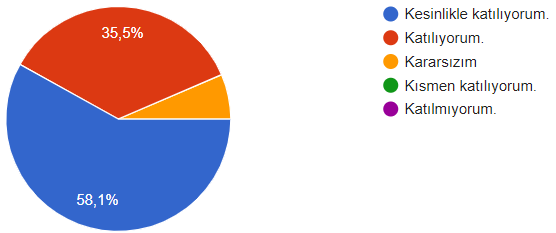 35,5%
58,1%
Kesinlikle katılıyorum.
Katılıyorum.
Kararsızım
Kısmen katılıyorum.
Katılmıyorum.